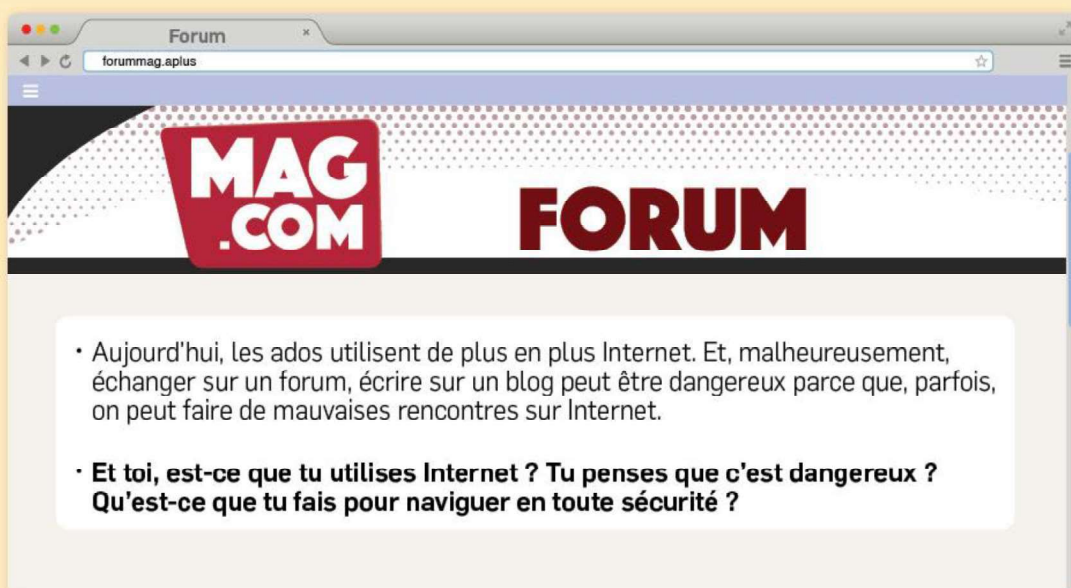 Forum
forummag.aplus
MAG
.COM
FORUM
• Aujourd'hui, les ados utilisent de plus en plus Internet. Et, malheureusement,
échanger sur un forum, écrire sur un blog peut être dangereux parce que, parfois,
on peut faire de mauvaises rencontres sur Internet.
• Et toi, est-ce que tu utilises Internet ? Tu penses que c'est dangereux ?
Qu'est-ce que tu fais pour naviguer en toute sécurité ?